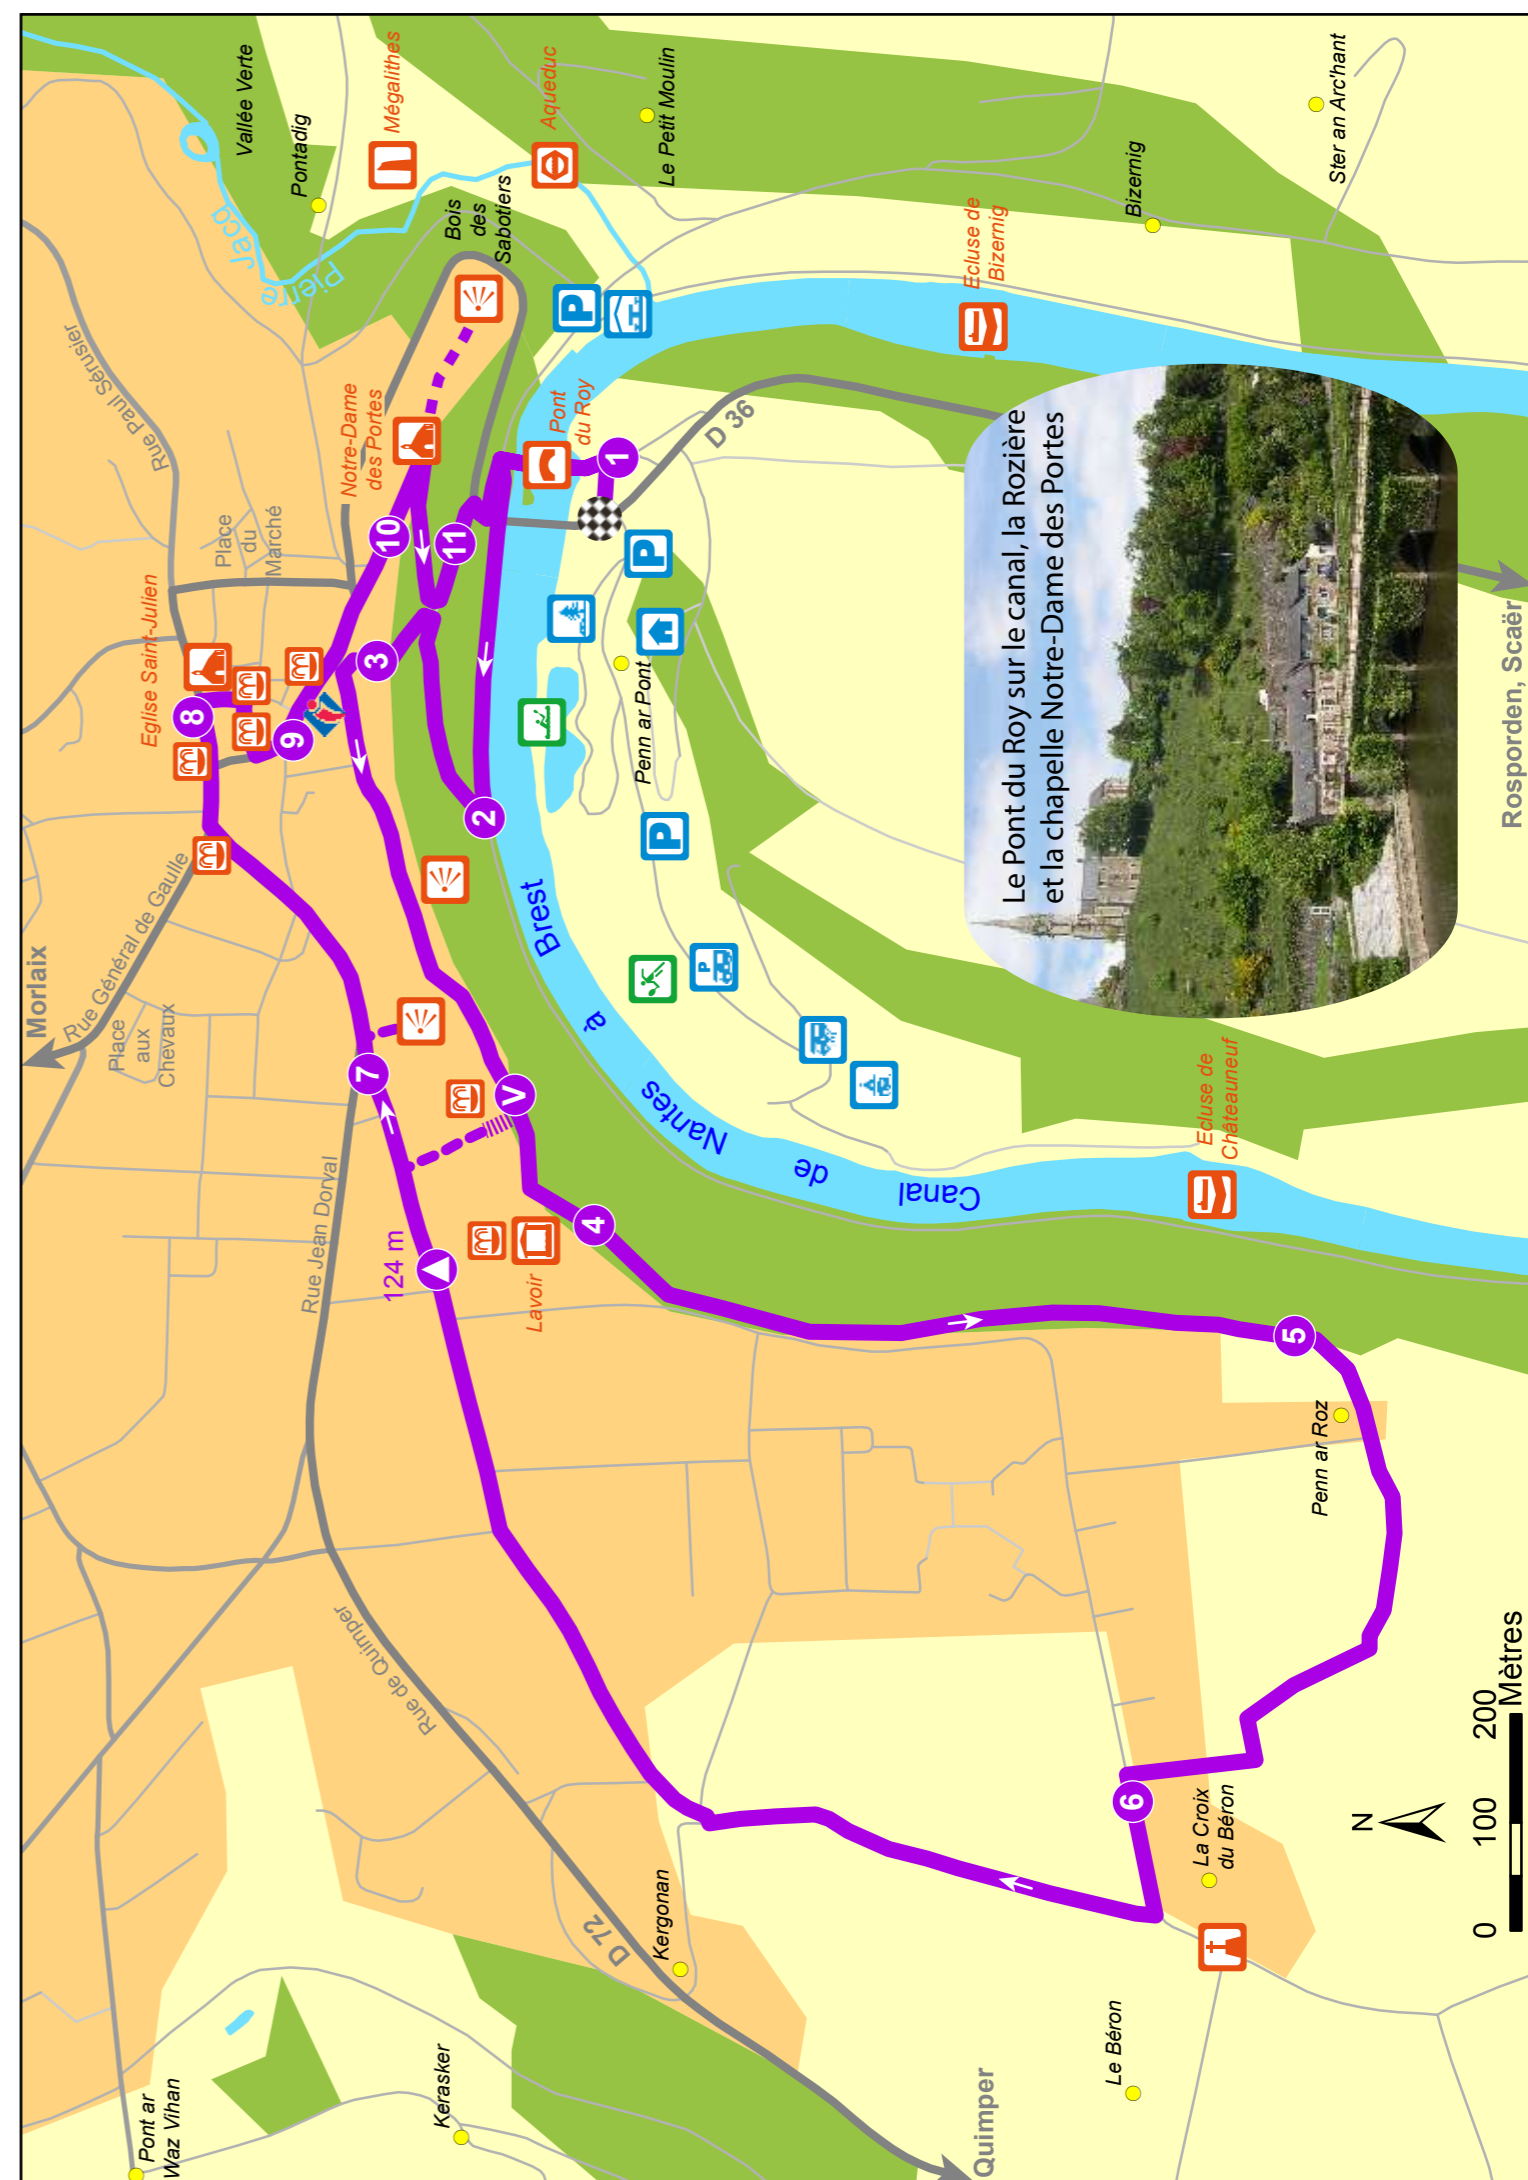 Morlaix
Rue Général de Gaulle
Place
aux
Chevaux
Rue Paul Sérusier
Place
du
Marché
Eglise Saint-Julien
Notre-Dame
des Portes
Pierre
Jacq
Vallée Verte
Pontadig
Mégalithes
Bois
des
Sabotiers
Aqueduc
Le Petit Moulin
Pont
du Roy
D 36
Ecluse de
Bizernig
Bizernig
Ster an Arc'hant
Penn ar Pont
P
P
P
P
1
2
3
4
5
6
7
8
9
10
11
V
124 m
Rue Jean Dorval
Lavoir
Canal
de
Nantes
à
Brest
Ecluse de
Châteauneuf
Penn ar Roz
La Croix
du Béron
Le Béron
Rue de Quimper
D 72
Kergonan
Kerasker
Pont ar
Waz Vihan
Quimper
Rosporden, Scaër
Le Pont du Roy sur le canal, la Rozière
et la chapelle Notre-Dame des Portes
N
0 100 200
Mètres